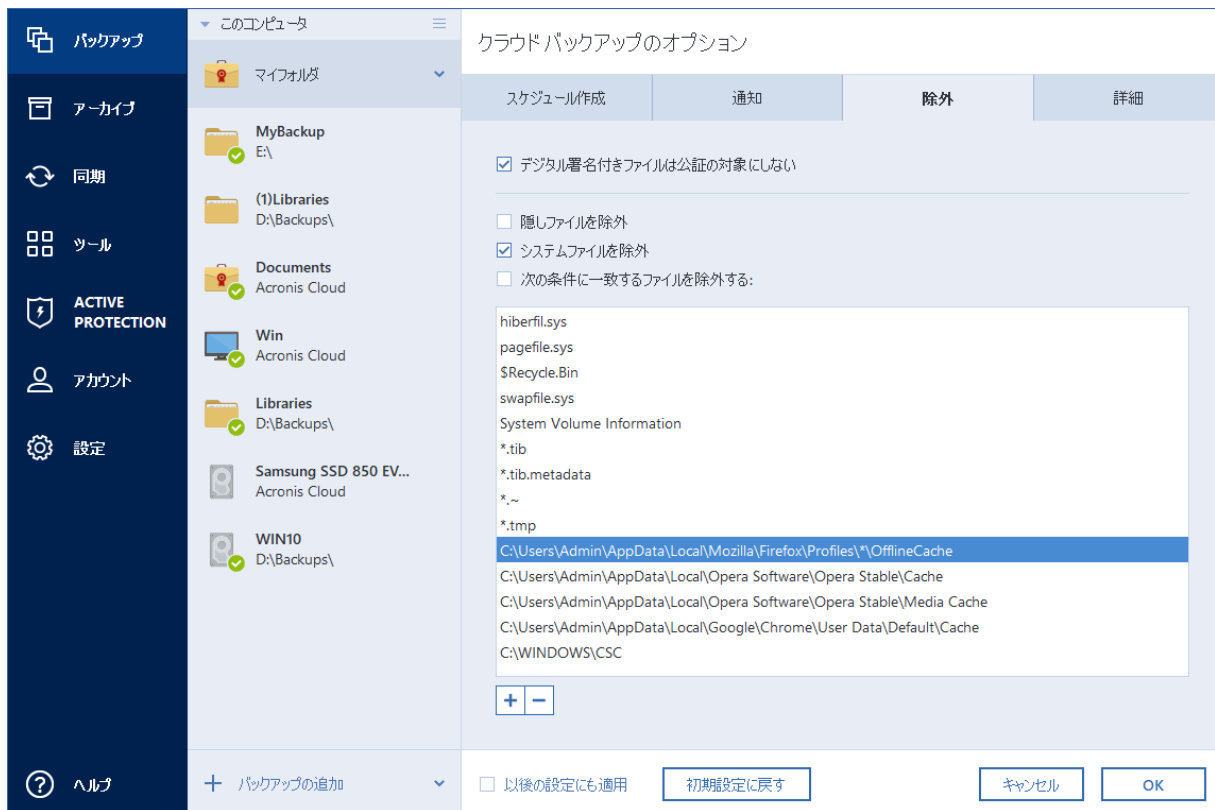 バックアップ
アーカイブ
同期
ツール
ACTIVE
PROTECTION
アカウント
設定
ヘルプ
このコンピュータ
マイフォルダ
MyBackup
E:\
(1)Libraries
D:\Backups\
Documents
Acronis Cloud
Win
Acronis Cloud
Libraries
D:\Backups\
Samsung SSD 850 EV...
Acronis Cloud
WIN10
D:\Backups\
バックアップの追加
クラウド バックアップのオプション
スケジュール作成 通知 除外 詳細
デジタル署名付きファイルは公証の対象にしない
隠しファイルを除外
システムファイルを除外
次の条件に一致するファイルを除外する:
hiberfil.sys
pagefile.sys
$Recycle.Bin
swapfile.sys
System Volume Information
*.tib
*.tib.metadata
*.~
*.tmp
C:\Users\Admin\AppData\Local\Mozilla\Firefox\Profiles\*\OfflineCache
C:\Users\Admin\AppData\Local\Opera Software\Opera Stable\Cache
C:\Users\Admin\AppData\Local\Opera Software\Opera Stable\Media Cache
C:\Users\Admin\AppData\Local\Google\Chrome\User Data\Default\Cache
C:\WINDOWS\CSC
以後の設定にも適用 初期設定に戻す キャンセル OK